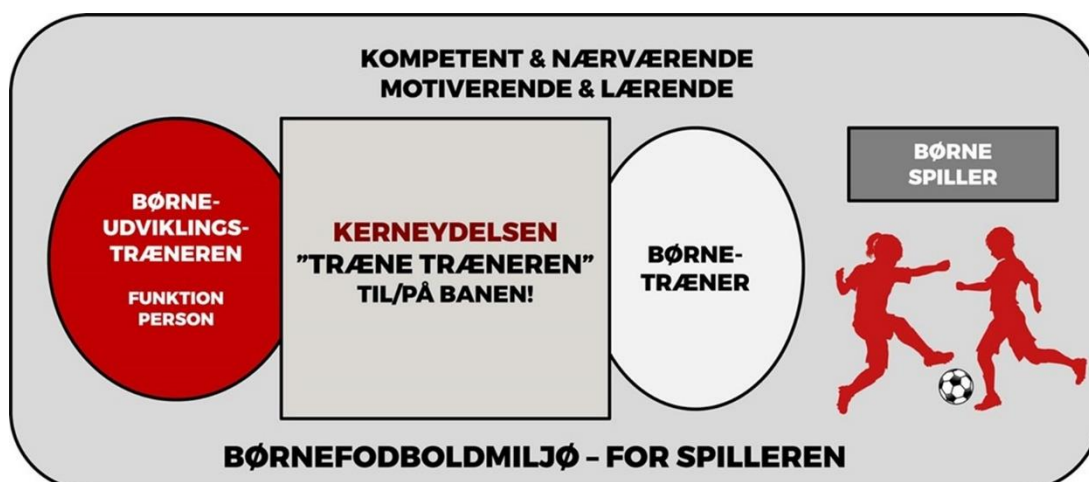 KOMPETENT & NÆRVÆRENDE
MOTIVERENDE & LÆRENDE
BØRNE-
UDVIKLINGS-
TRÆNEREN
FUNKTION
PERSON
KERNEYDELSEN
”TRÆNE TRÆNEREN”
TIL/PÅ BANEN!
BØRNE-
TRÆNER
BØRNE
SPILLER
BØRNEFODBOLDMILJØ – FOR SPILLEREN